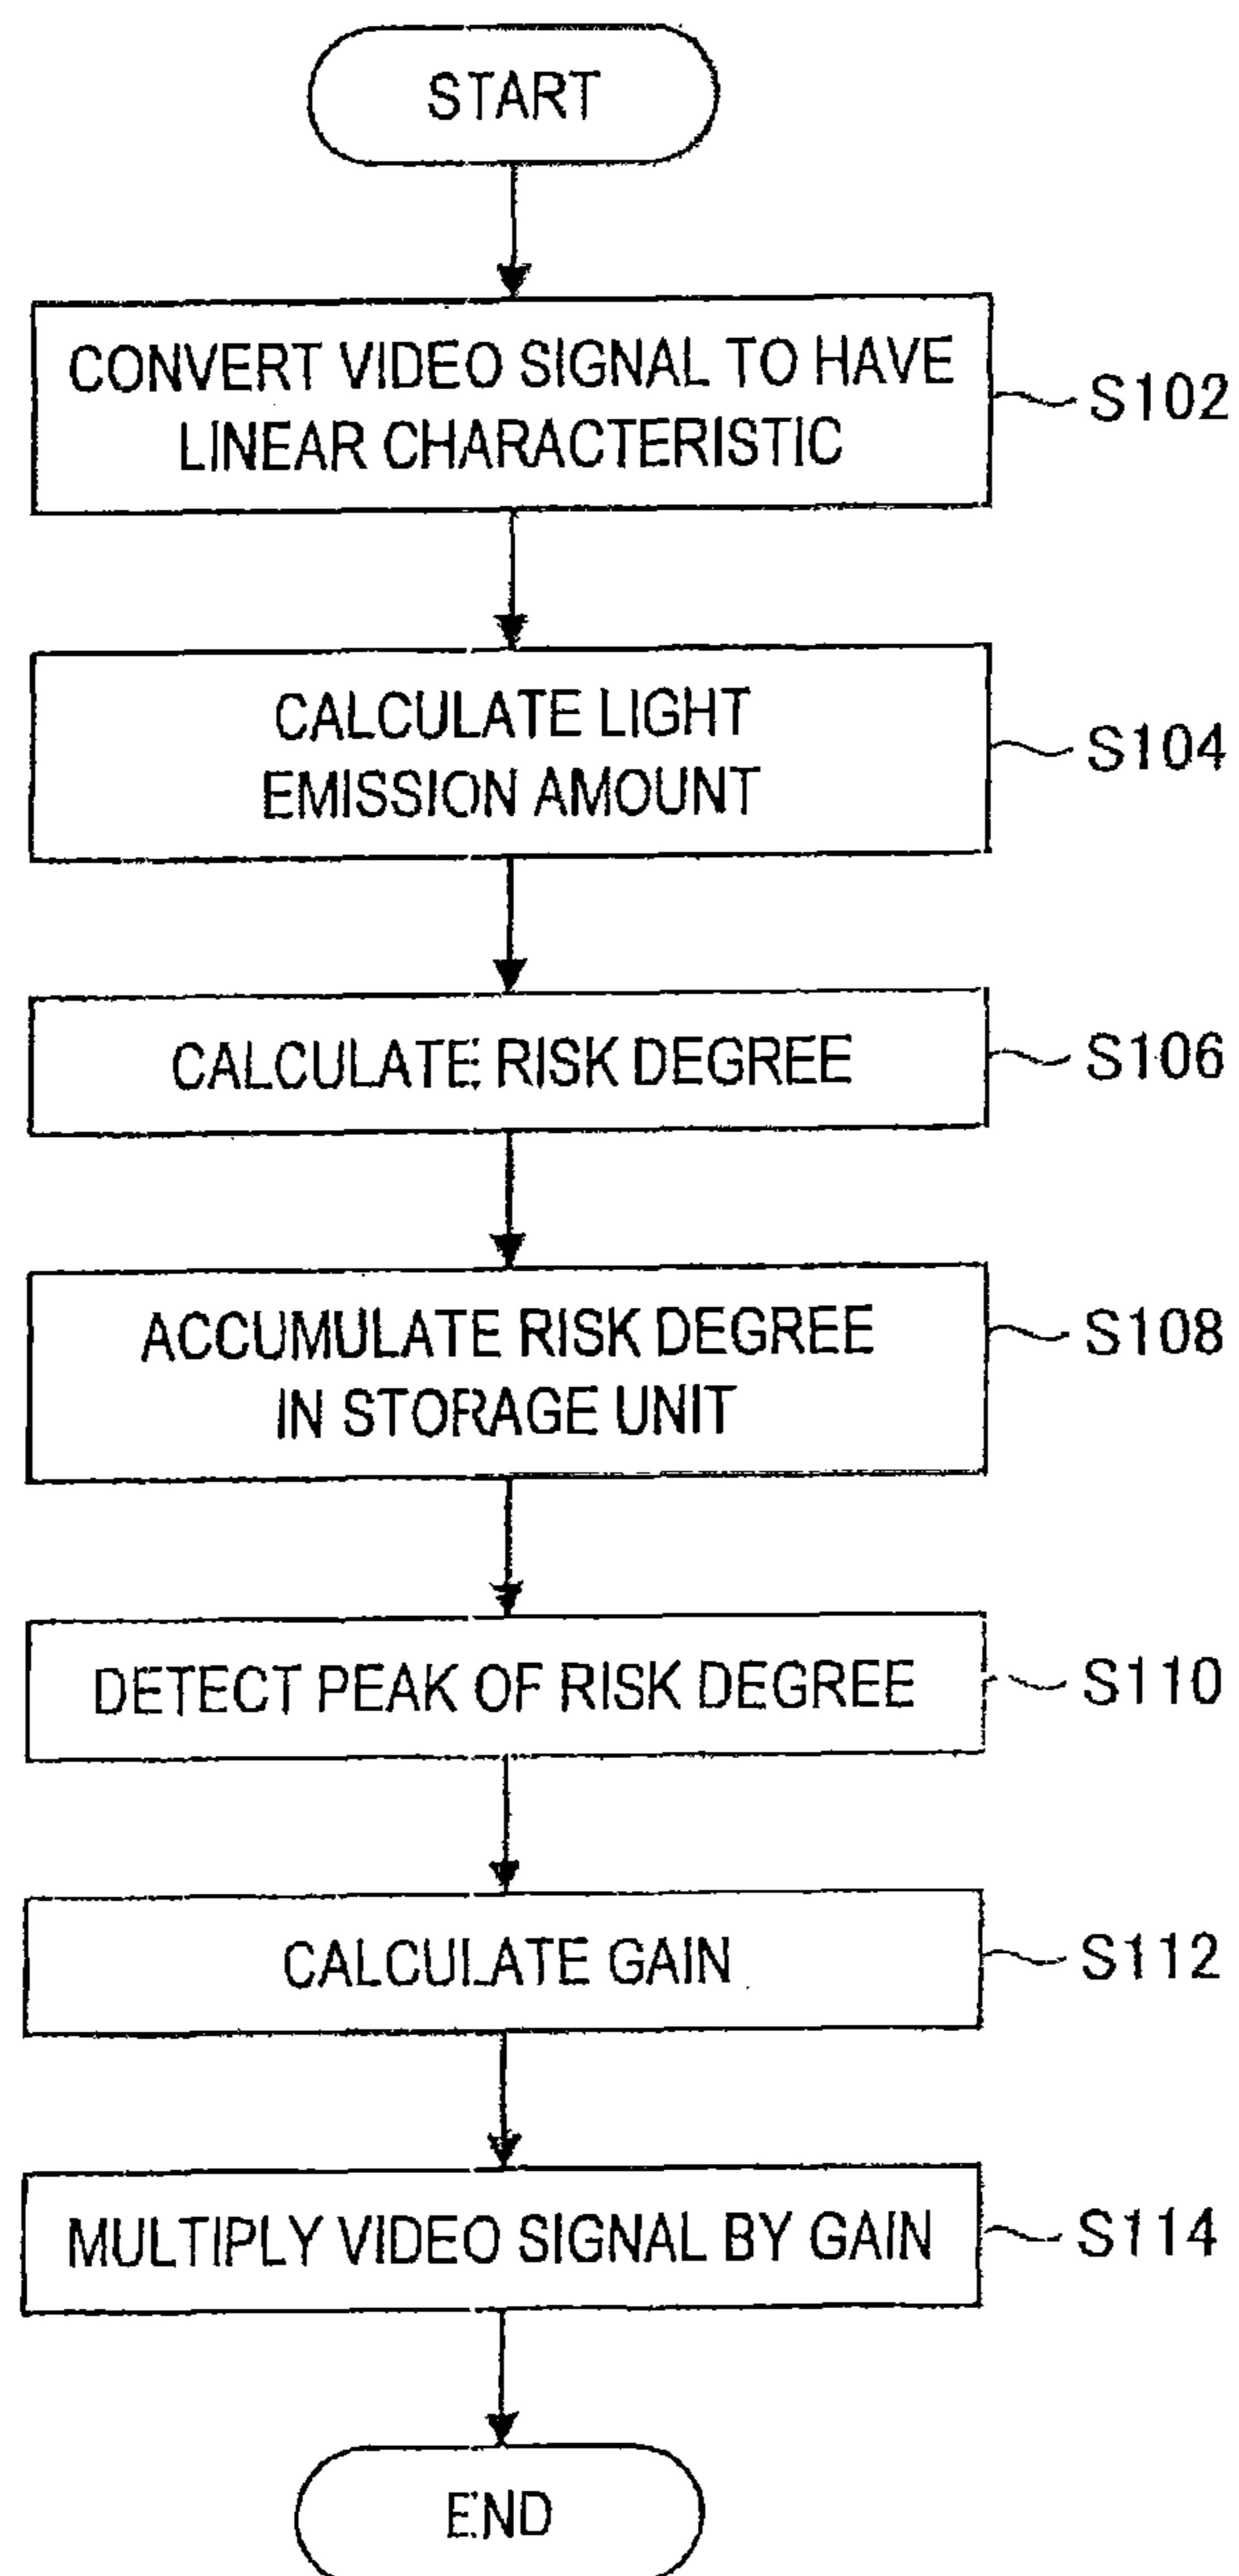 START
CONVERT VIDEO SIGNAL TO HAVE
LINEAR CHARACTERISTIC
S102
CALCULATE LIGHT
EMISSION AMOUNT
S104
CALCULATE RISK DEGREE
S106
ACCUMULATE RISK DEGREE
IN STORAGE UNIT
S108
DETECT PEAK OF RISK DEGREE
S110
CALCULATE GAIN
S112
MULTIPLY VIDEO SIGNAL BY GAIN
S114
END